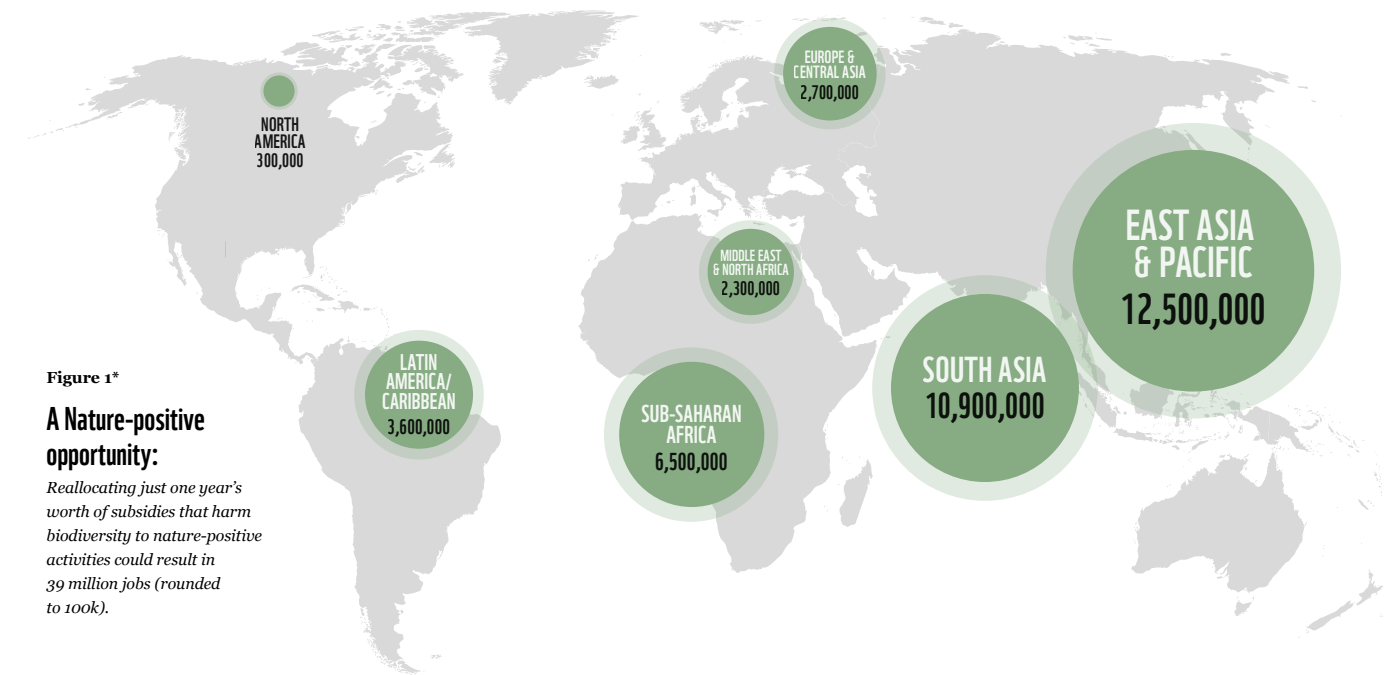 EUROPE &
CENTRAL ASIA
2,700,000
NORTH
AMERICA
300,000
EAST ASIA
& PACIFIC
12,500,000
MIDDLE EAST
& NORTH AFRICA
2,300,000
LATIN
AMERICA/
CARIBBEAN
3,600,000
SOUTH ASIA
10,900,000
SUB-SAHARAN
AFRICA
6,500,000
Figure 1*
A Nature-positive
opportunity:
Reallocating just one year's
worth of subsidies that harm
biodiversity to nature-positive
activities could result in
39 million jobs (rounded
to 100k).